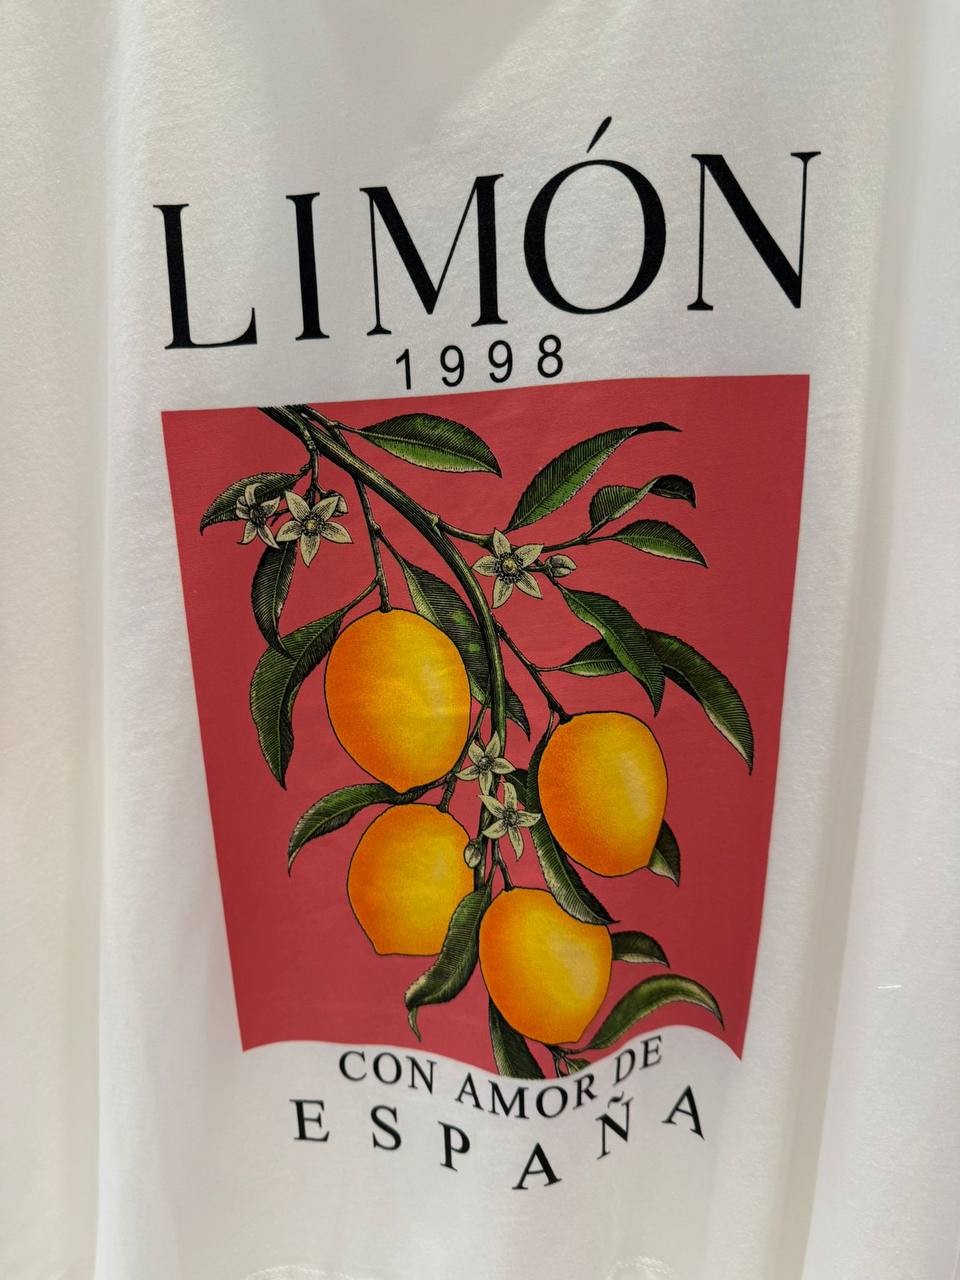 LIMÓN
1998
CON AMOR DE
ESPAÑA